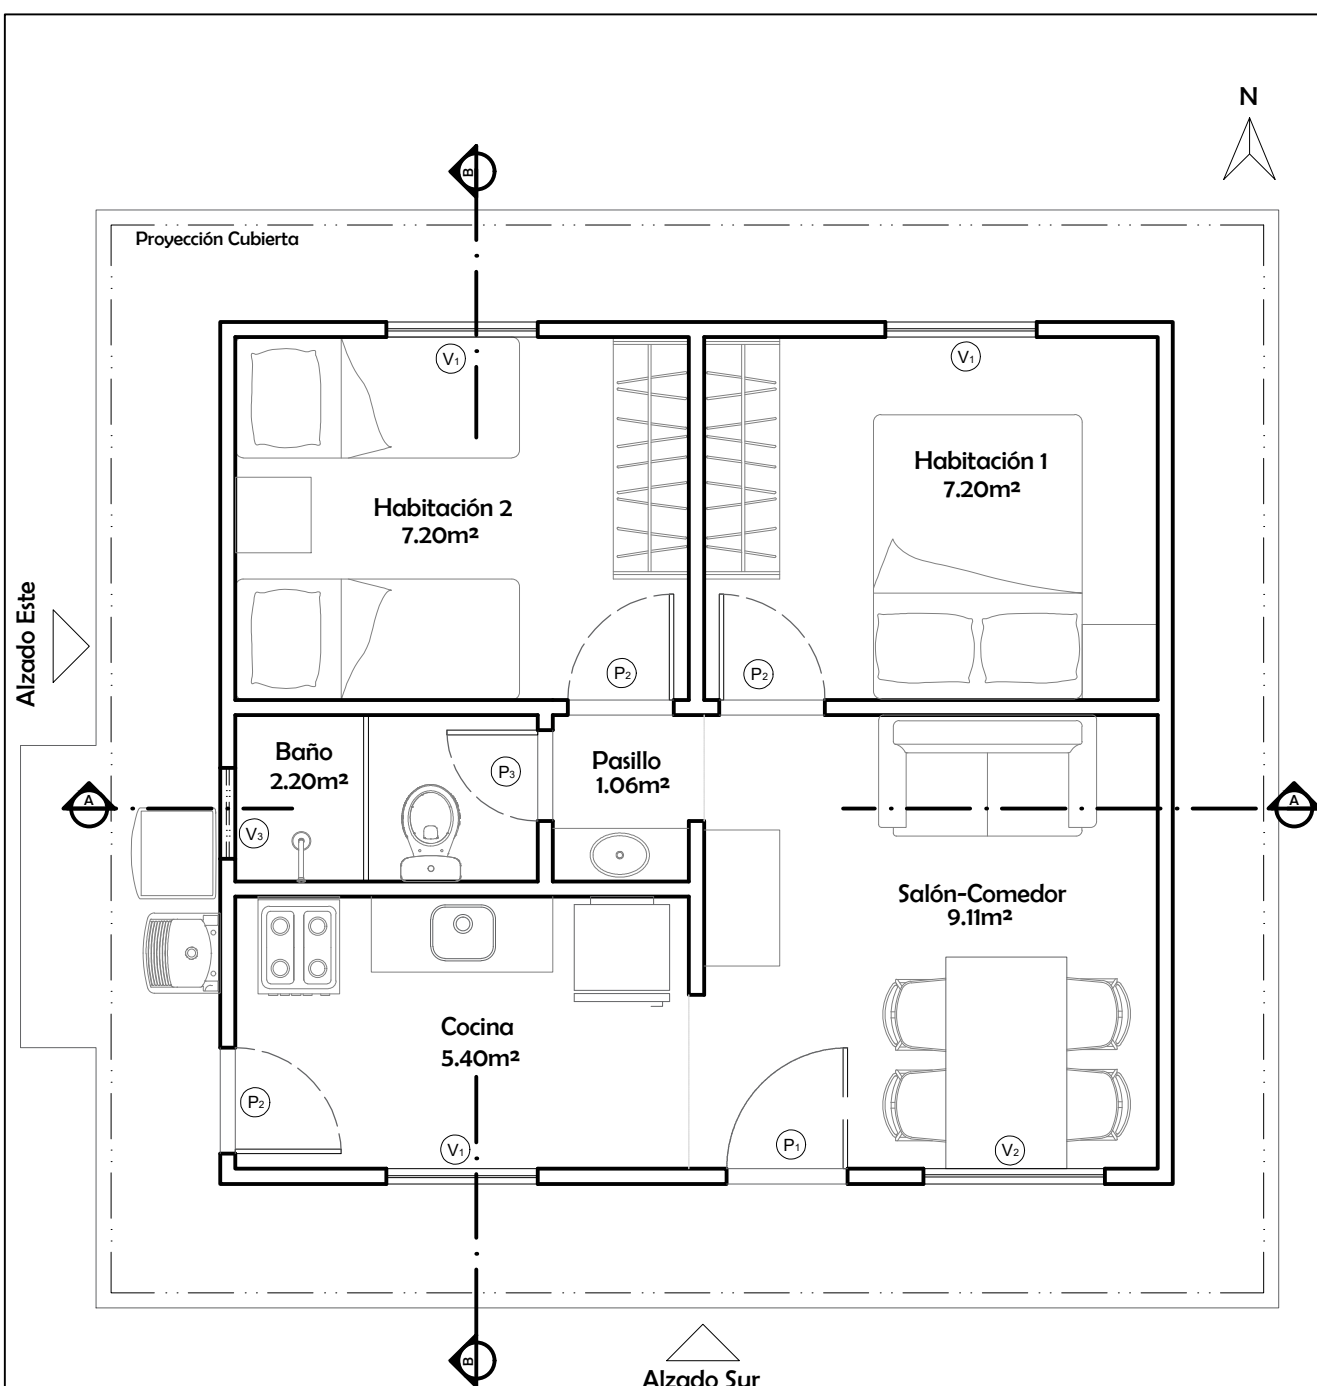 N
B
Proyección Cubierta
V1
V1
Habitación 1
7.20m²
Habitación 2
7.20m²
Alzado Este
P2
P2
Baño
2.20m²
P3
Pasillo
1.06m²
A
A
V3
Salón-Comedor
9.11m²
Cocina
5.40m²
P2
V1
P1
V2
B
Alzado Sur